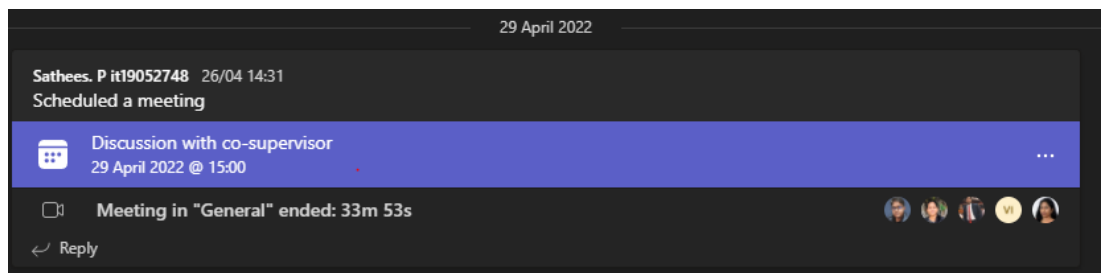 29 April 2022
Sathees. P it19052748 26/04 14:31
Scheduled a meeting
Discussion with co-supervisor
29 April 2022 @ 15:00
...
Meeting in "General" ended: 33m 53s
VI
Reply